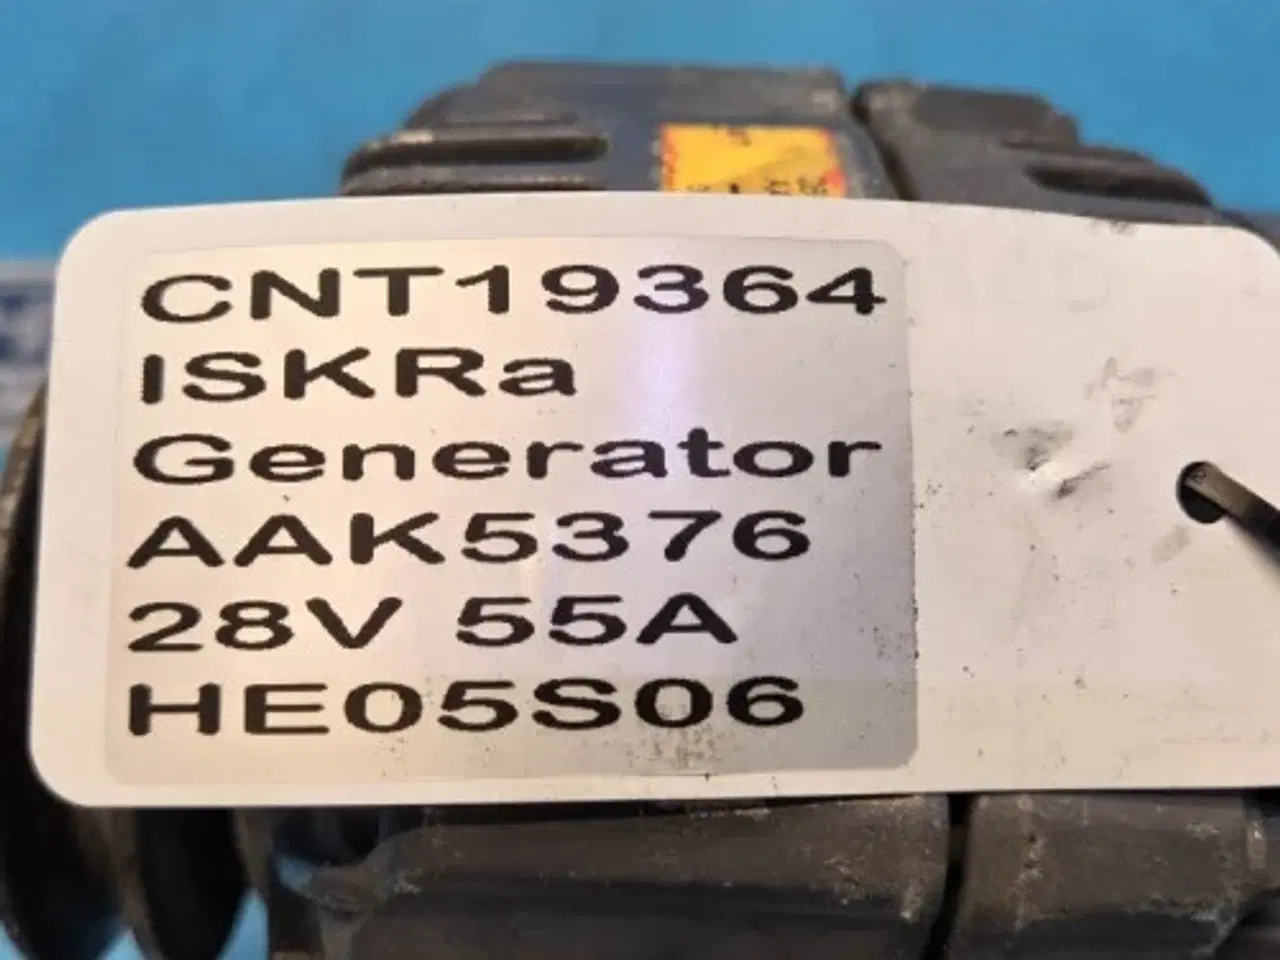 CNT19364
ISKRa
Generator
AAK5376
28V 55A
HE05S06